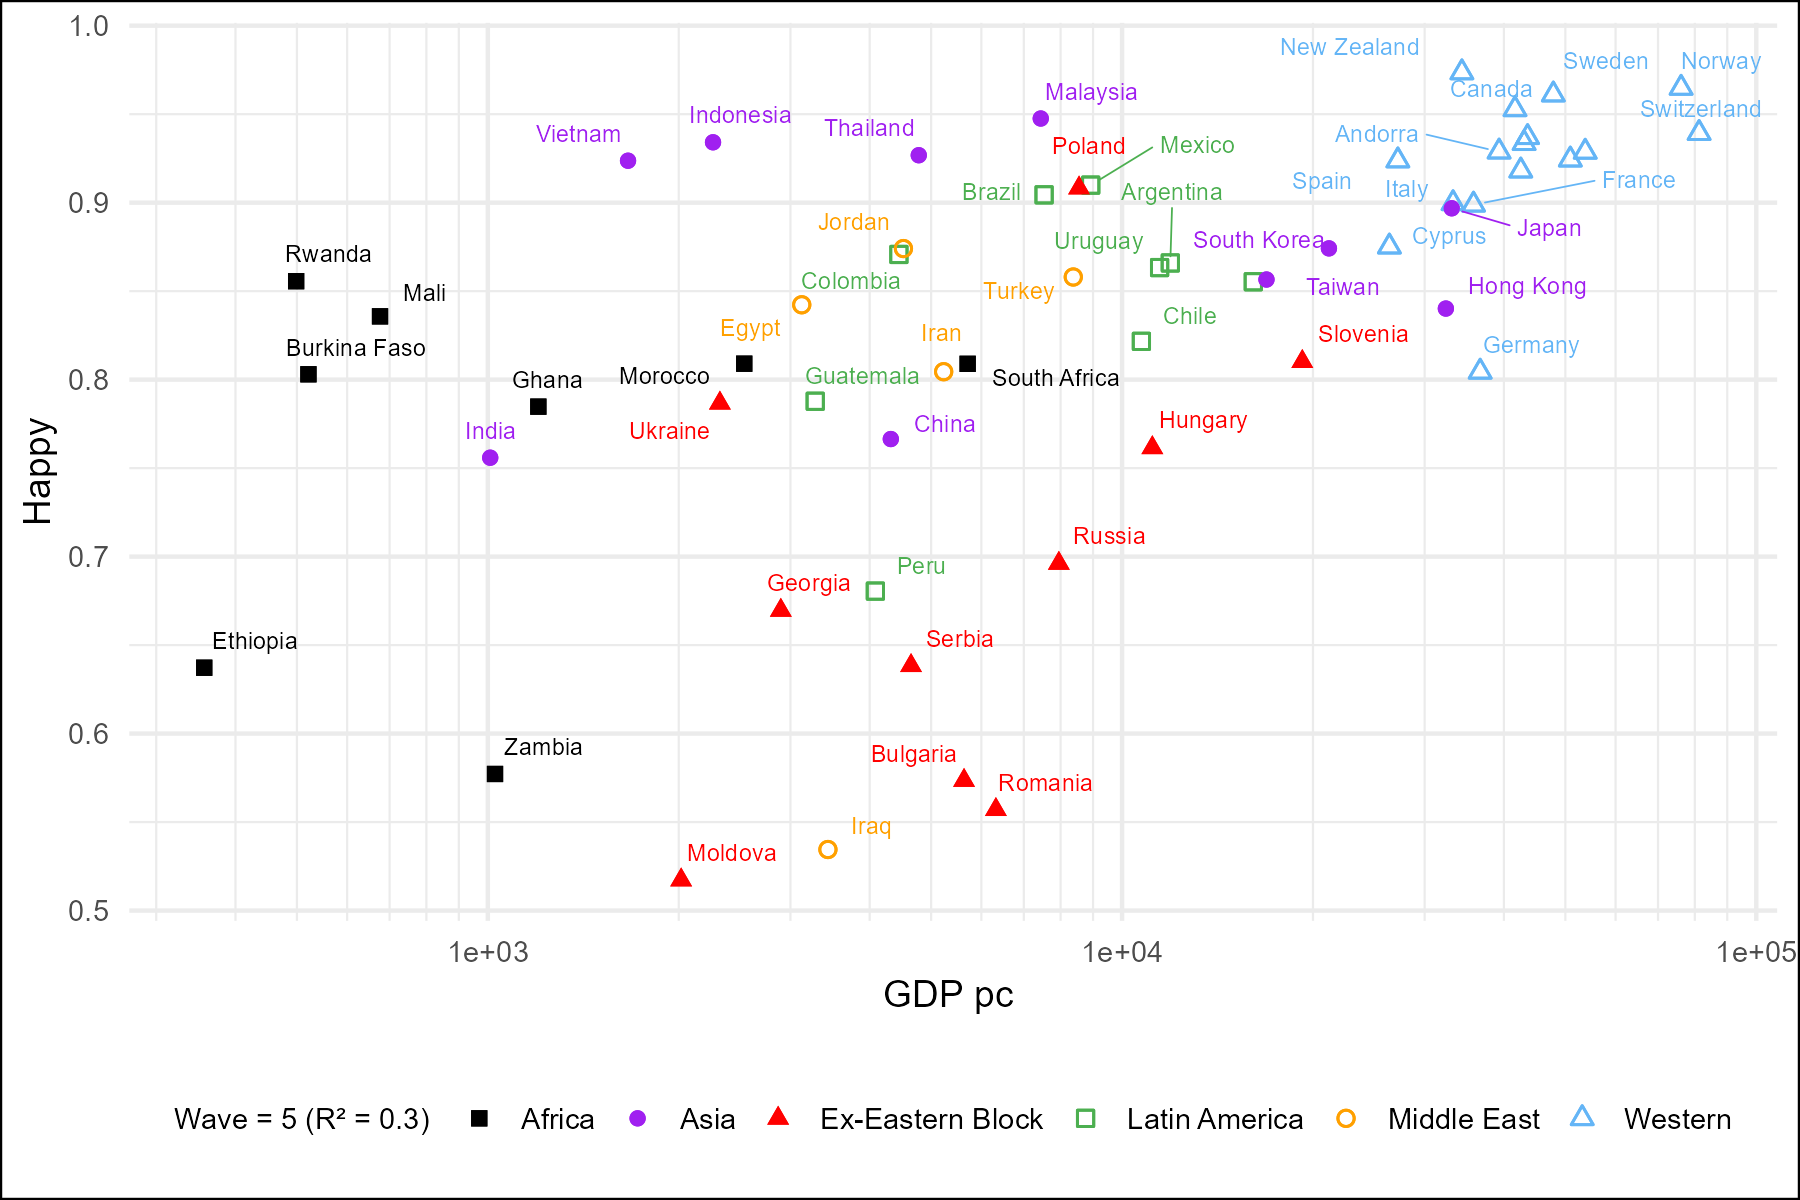 1.0
New Zealand
Sweden
Norway
Malaysia
Canada
Indonesia
Switzerland
Vietnam
Thailand
Andorra
Poland
Mexico
Spain
Italy
France
Brazil
Argentina
0.9
Jordan
Japan
Uruguay
South Korea
Cyprus
Rwanda
Colombia
Turkey
Taiwan
Hong Kong
Mali
Chile
Egypt
Iran
Slovenia
Burkina Faso
Germany
0.8
Ghana
Morocco
Guatemala
South Africa
Hungary
India
Ukraine
China
Happy
0.7
Russia
Peru
Georgia
Serbia
Ethiopia
0.6
Zambia
Bulgaria
Romania
Iraq
Moldova
0.5
1e+03
1e+04
1e+05
GDP pc
Wave = 5 (R² = 0.3)
Africa
Asia
Ex-Eastern Block
Latin America
Middle East
Western